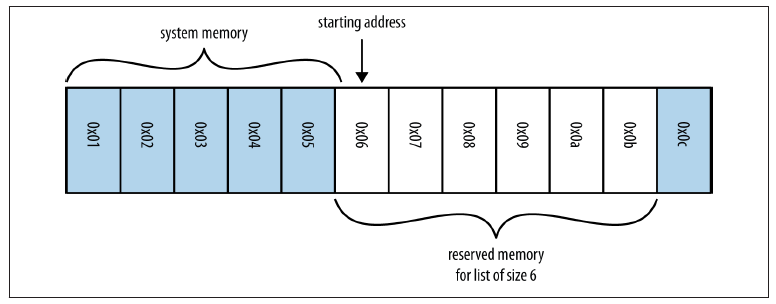 starting address
system memory
0x01
0x02
0x03
0x04
0x05
0x06
0x07
0x08
0x09
0x0a
0x0b
0x0c
reserved memory
for list of size 6